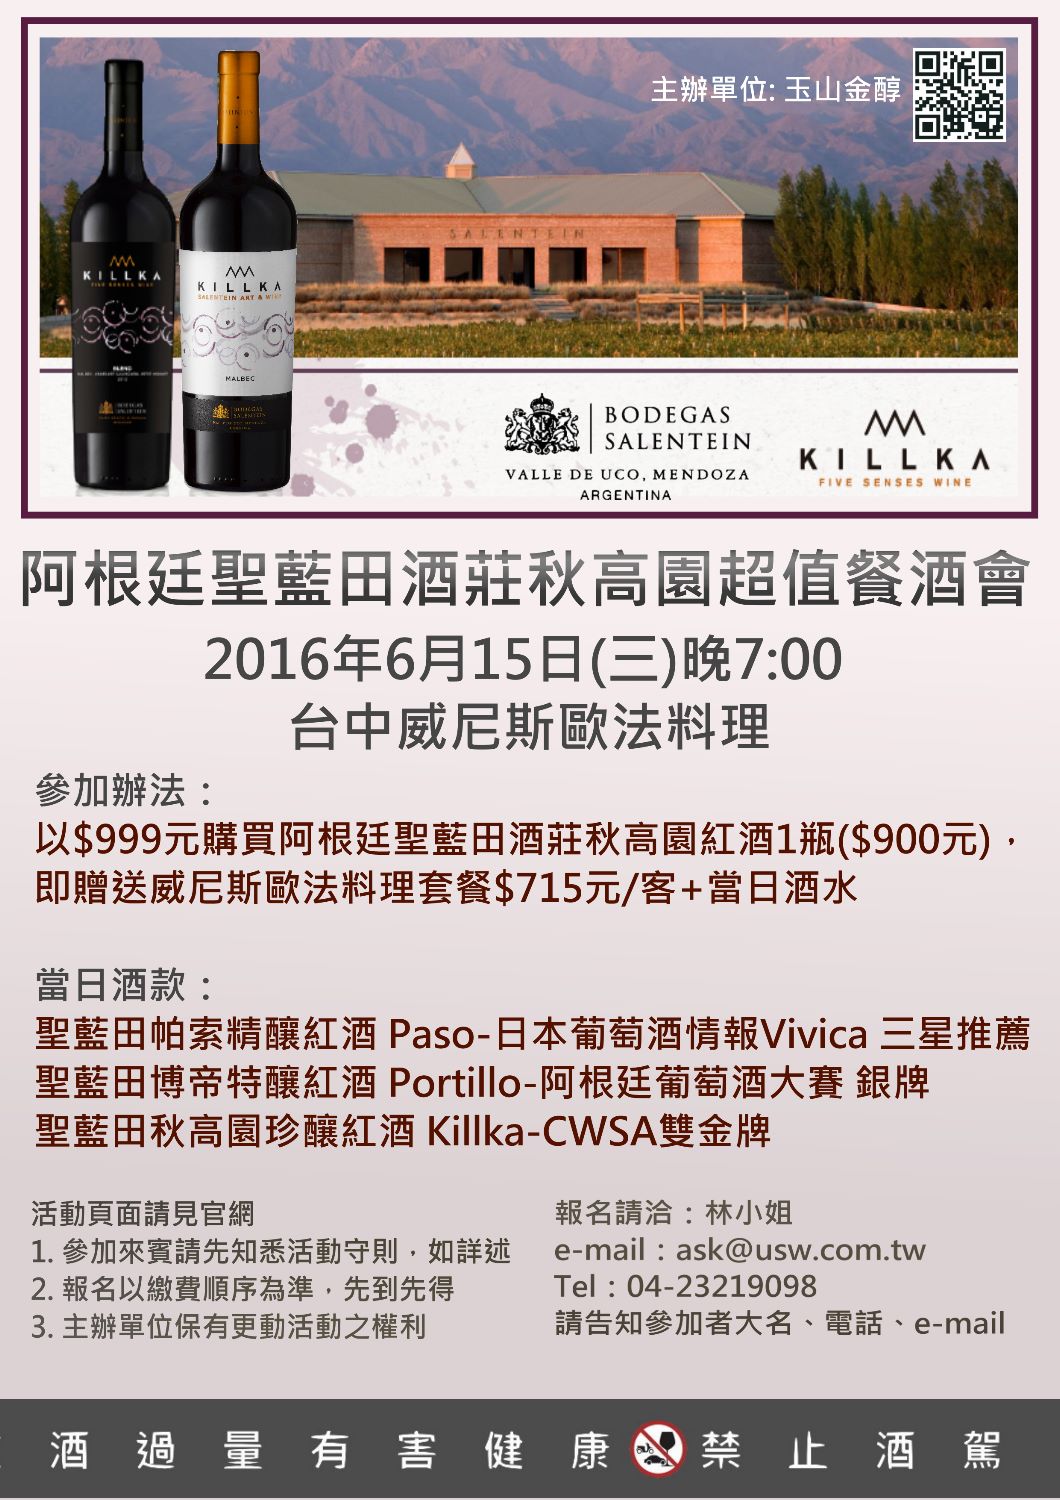 主辦單位: 玉山金醇
SALENTEIN
KILLKA
FIVE SENSES WINE
BLEND
KILLKA
SALENTEIN ART & WINE
MALBEC
BODEGAS
SALENTEIN
BODEGAS
SALENTEIN
VALLE DE UCO, MENDOZA
ARGENTINA
KILLKA
FIVE SENSES WINE
阿根廷聖藍田酒莊秋高園超值餐酒會
2016年6月15日(三)晚7:00
台中威尼斯歐法料理
參加辦法：
以$999元購買阿根廷聖藍田酒莊秋高園紅酒1瓶($900元)，
即贈送威尼斯歐法料理套餐$715元/客+當日酒水
當日酒款：
聖藍田帕索精釀紅酒 Paso-日本葡萄酒情報Vivica 三星推薦
聖藍田博帝特釀紅酒 Portillo-阿根廷葡萄酒大賽 銀牌
聖藍田秋高園珍釀紅酒 Killka-CWSA雙金牌
活動頁面請見官網
1. 參加來賓請先知悉活動守則，如詳述
2. 報名以繳費順序為準，先到先得
3. 主辦單位保有更動活動之權利
報名請洽：林小姐
e-mail：ask@usw.com.tw
Tel：04-23219098
請告知參加者大名、電話、e-mail
酒過量有害健康 禁止酒駕